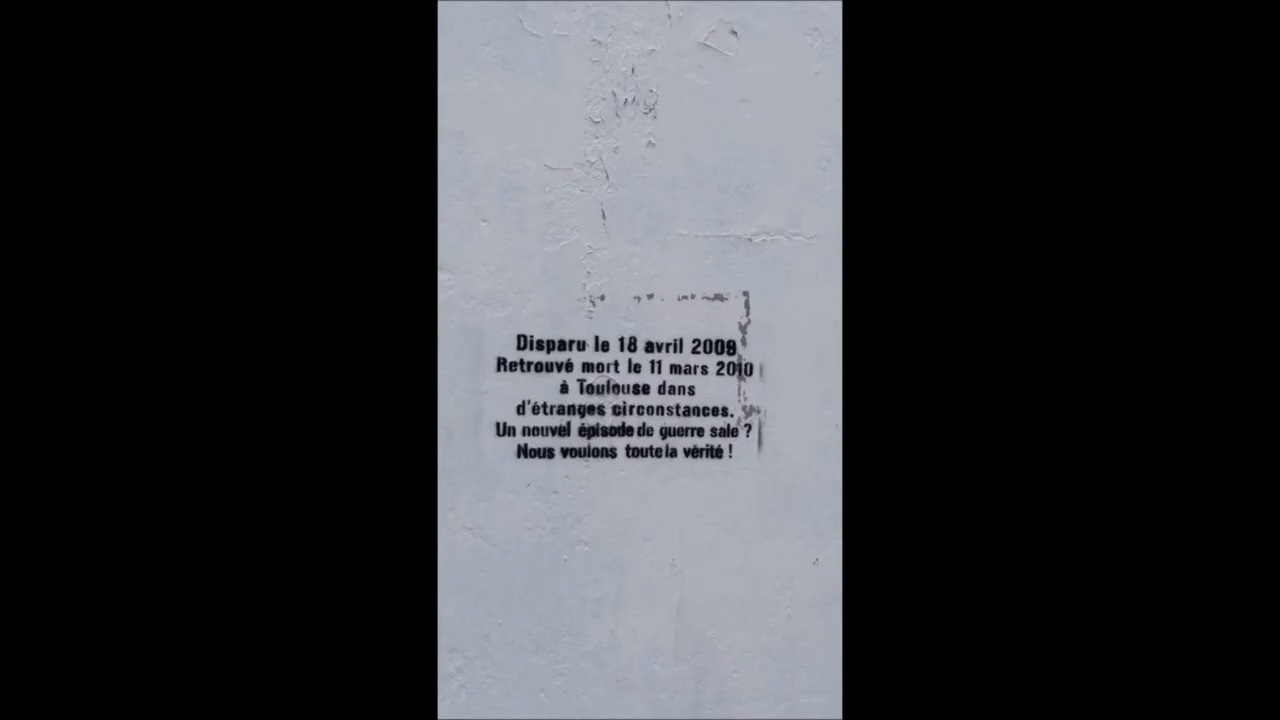 Disparu le 18 avril 2009
Retrouvé mort le 11 mars 2010
à Toulouse dans
d'étranges circonstances.
Un nouvel épisode de guerre sale ?
Nous voulons toute la vérité !